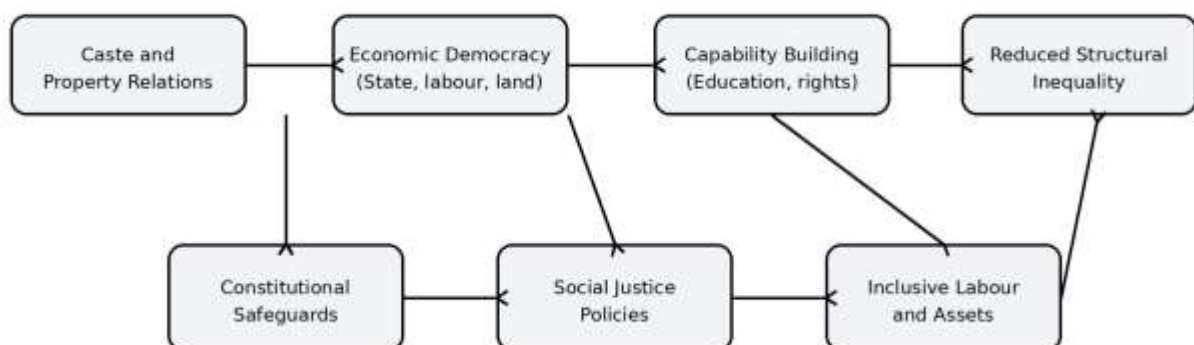 Caste and
Property Relations
Economic Democracy
(State, labour, land)
Capability Building
(Education, rights)
Reduced Structural
Inequality
Constitutional
Safeguards
Social Justice
Policies
Inclusive Labour
and Assets